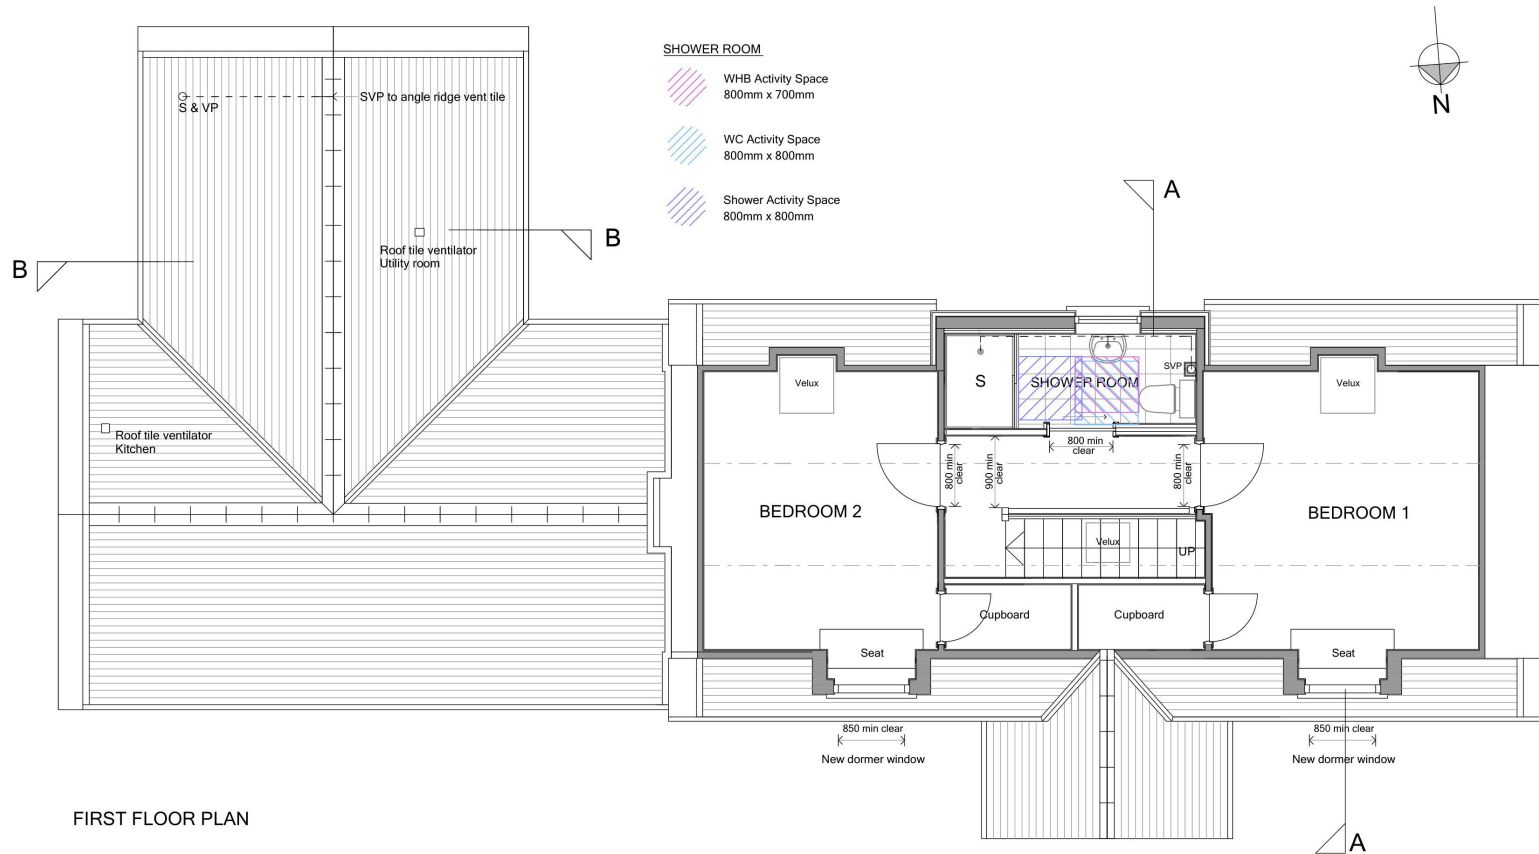 SHOWER ROOM
WHB Activity Space
800mm x 700mm
WC Activity Space
800mm x 800mm
Shower Activity Space
800mm x 800mm
N
S & VP
SVP to angle ridge vent tile
A
B
B
Roof tile ventilator
Utility room
Roof tile ventilator
Kitchen
Velux
S
SHOWER ROOM
SVP
Velux
800 min
clear
800 min
clear
900 min
clear
800 min
clear
BEDROOM 2
BEDROOM 1
Velux
UP
Cupboard
Cupboard
Seat
Seat
850 min clear
New dormer window
850 min clear
New dormer window
FIRST FLOOR PLAN
A